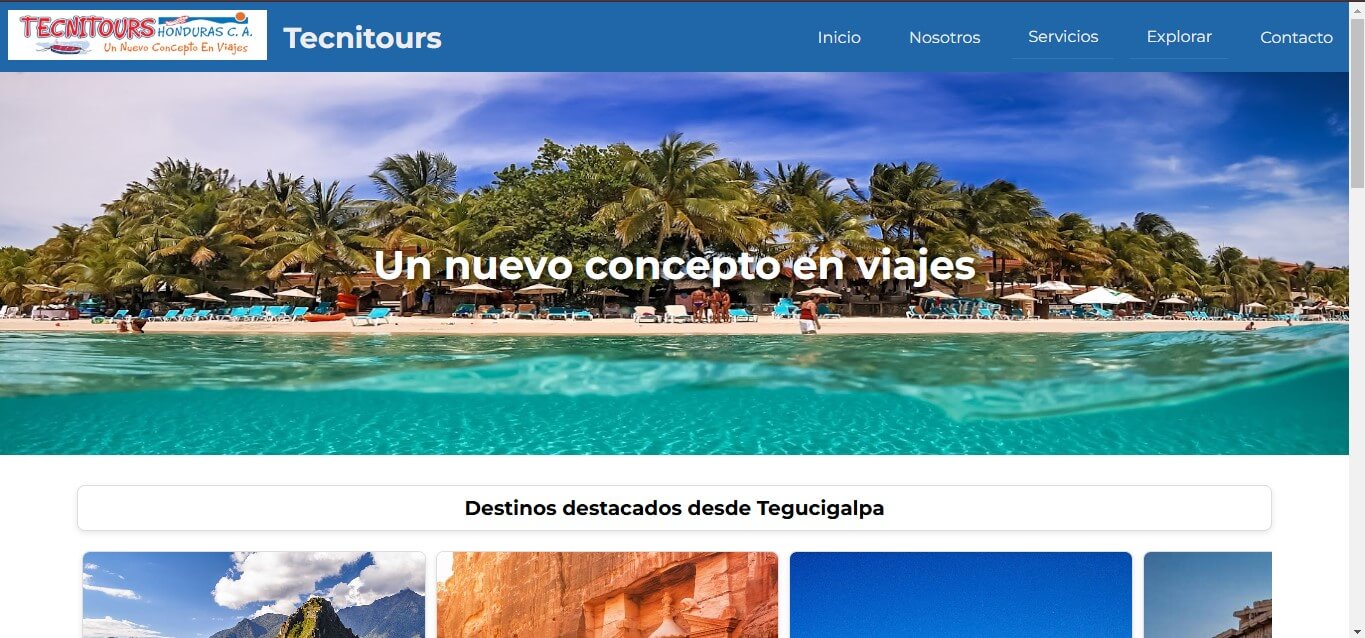 TECNITOURS HONDURAS C. A.
Un Nuevo Concepto En Viajes
Tecnitours
Inicio
Nosotros
Servicios
Explorar
Contacto
Un nuevo concepto en viajes
Destinos destacados desde Tegucigalpa